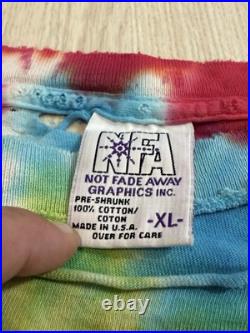 NFA
NOT FADE AWAY
GRAPHICS INC.
PRE-SHRUNK
100% COTTON/
COTON
MADE IN U.S.A.
OVER FOR CARE
-XL-